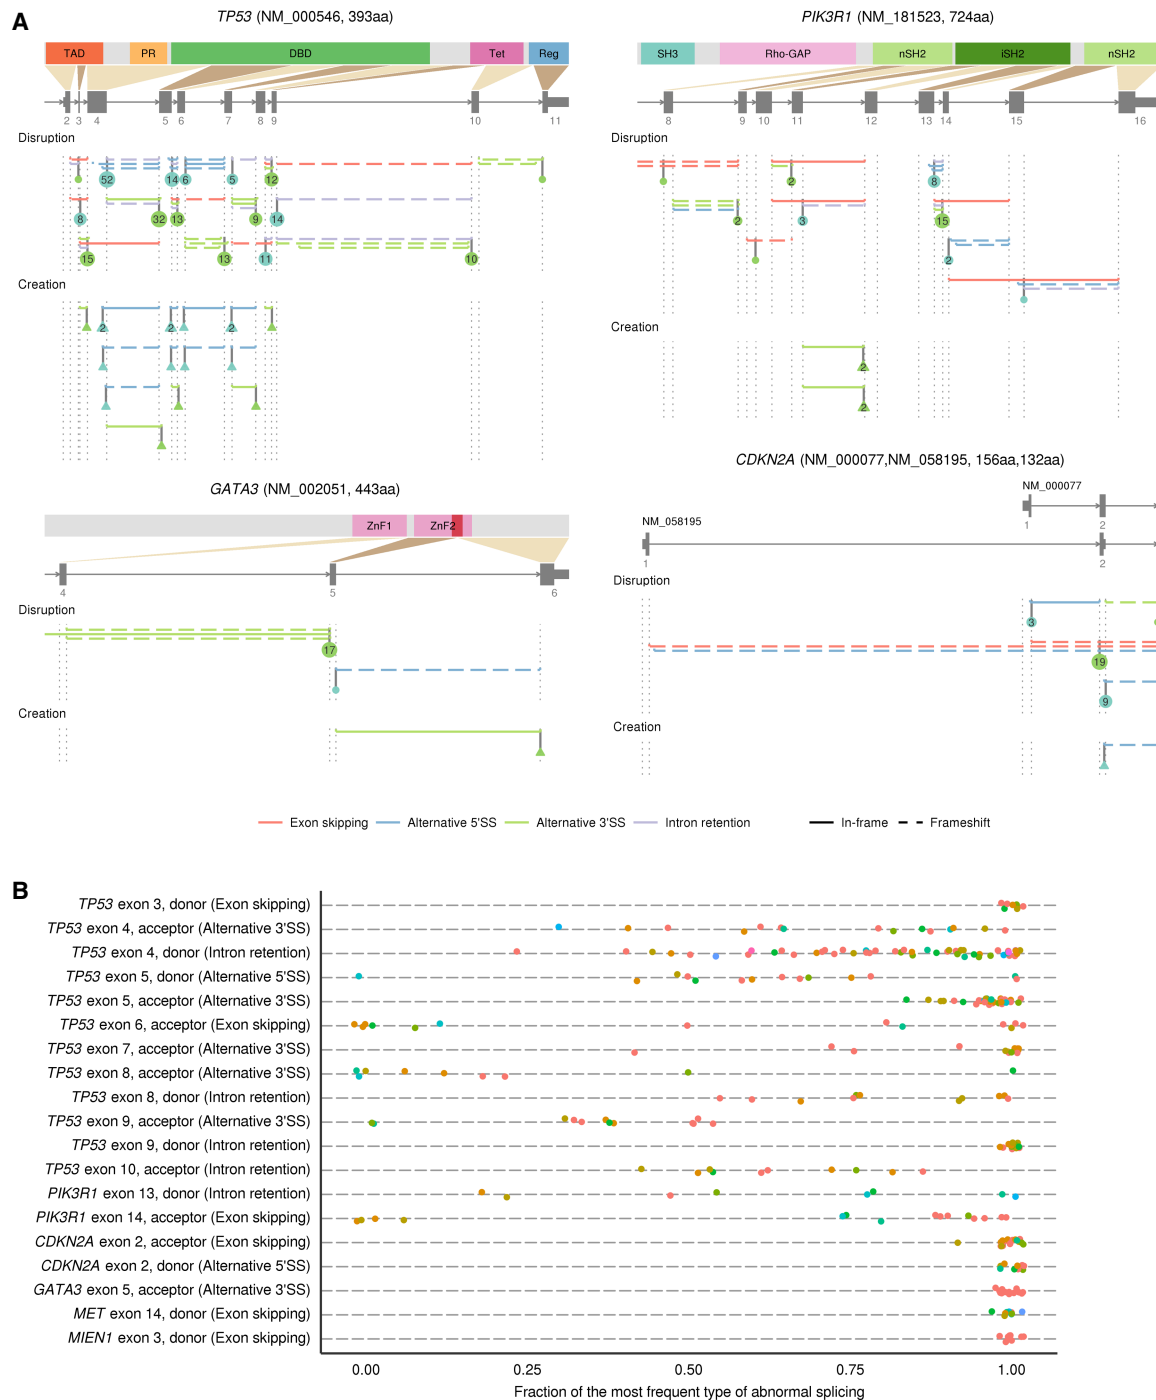 A
TP53 (NM_000546, 393aa)
TAD PR DBD Tet Reg
2 3 4 5 6 7 8 9 10 11
Disruption
52 14 6 5 12
8 32 13 9 14
15 13 11 10
Creation
2 2 2
PIK3R1 (NM_181523, 724aa)
SH3 Rho-GAP nSH2 iSH2 nSH2
8 9 10 11 12 13 14 15 16
Disruption
2 8
2 3 15
2
Creation
2
2
GATA3 (NM_002051, 443aa)
ZnF1 ZnF2
4 5 6
Disruption
17
Creation
CDKN2A (NM_000077,NM_058195, 156aa,132aa)
NM_000077
1 2
NM_058195
1 2
Disruption
3
19
9
Creation
Exon skipping Alternative 5'SS Alternative 3'SS Intron retention In-frame Frameshift
B
TP53 exon 3, donor (Exon skipping)
TP53 exon 4, acceptor (Alternative 3'SS)
TP53 exon 4, donor (Intron retention)
TP53 exon 5, donor (Alternative 5'SS)
TP53 exon 5, acceptor (Alternative 3'SS)
TP53 exon 6, acceptor (Exon skipping)
TP53 exon 7, acceptor (Alternative 3'SS)
TP53 exon 8, acceptor (Alternative 3'SS)
TP53 exon 8, donor (Intron retention)
TP53 exon 9, acceptor (Alternative 3'SS)
TP53 exon 9, donor (Intron retention)
TP53 exon 10, acceptor (Intron retention)
PIK3R1 exon 13, donor (Intron retention)
PIK3R1 exon 14, acceptor (Exon skipping)
CDKN2A exon 2, acceptor (Exon skipping)
CDKN2A exon 2, donor (Alternative 5'SS)
GATA3 exon 5, acceptor (Alternative 3'SS)
MET exon 14, donor (Exon skipping)
MIEN1 exon 3, donor (Exon skipping)
0.00 0.25 0.50 0.75 1.00
Fraction of the most frequent type of abnormal splicing